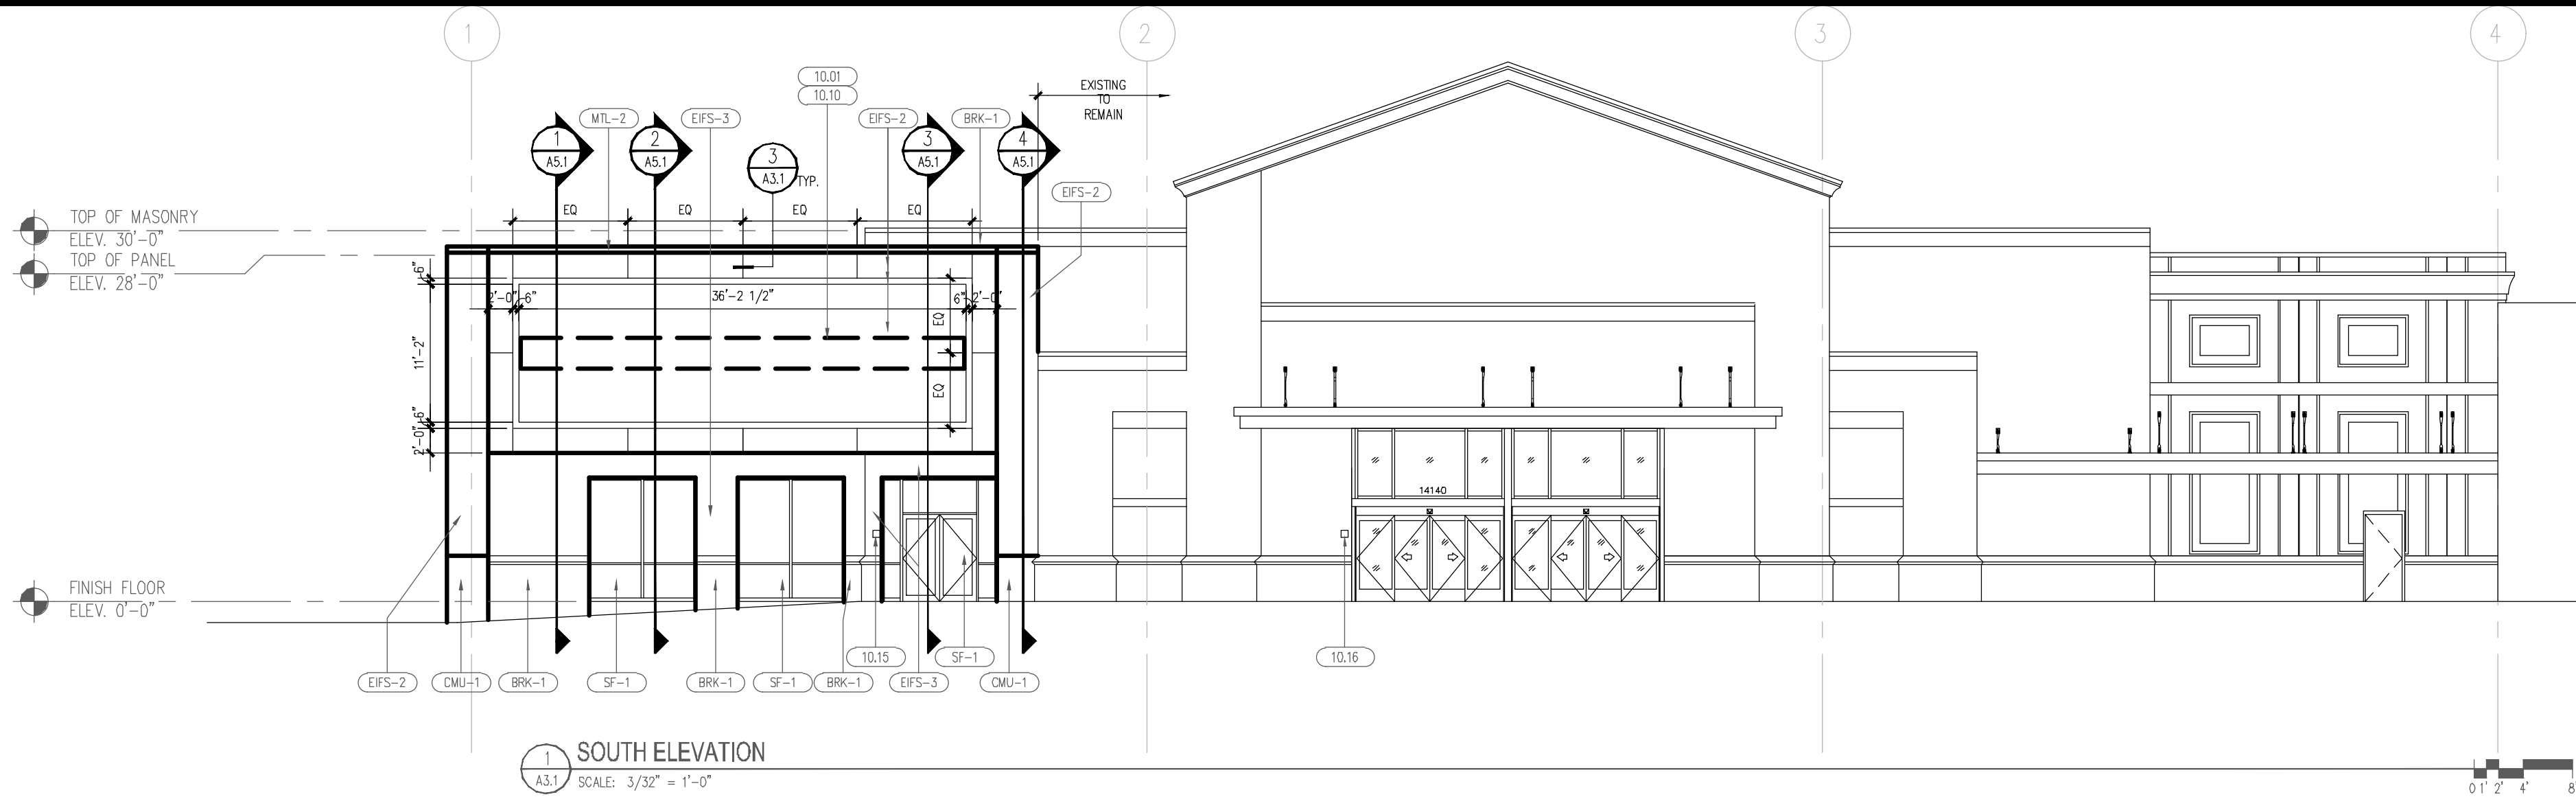 1
2
3
4
10.01
10.10
EXISTING
TO
REMAIN
MTL-2
EIFS-3
EIFS-2
BRK-1
1
A5.1
2
A5.1
3
A5.1
4
A5.1
3
A3.1
TYP.
EIFS-2
EQ
EQ
EQ
EQ
TOP OF MASONRY
ELEV. 30'-0"
TOP OF PANEL
ELEV. 28'-0"
6"
2'-0"
6"
36'-2 1/2"
6"
2'-0"
EQ
11'-2"
EQ
6"
2'-0"
14140
FINISH FLOOR
ELEV. 0'-0"
10.15
SF-1
10.16
EIFS-2
CMU-1
BRK-1
SF-1
BRK-1
SF-1
BRK-1
EIFS-3
CMU-1
1
A3.1
SOUTH ELEVATION
SCALE: 3/32" = 1'-0"
0 1' 2' 4' 8